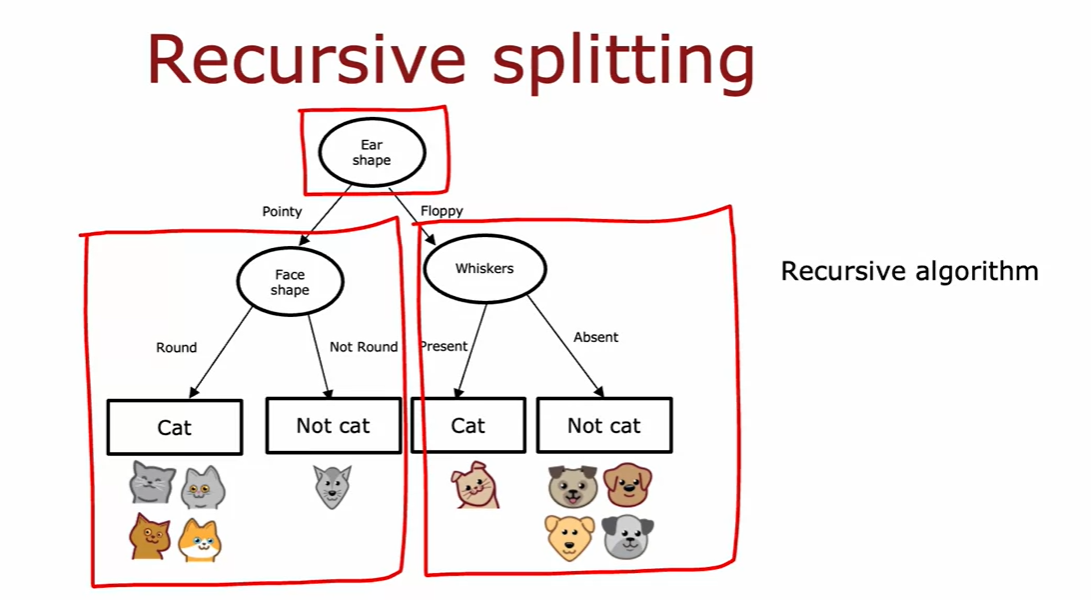 Recursive splitting
Ear
shape
Pointy
Floppy
Face
shape
Whiskers
Recursive algorithm
Round
Not Round
Present
Absent
Cat
Not cat
Cat
Not cat